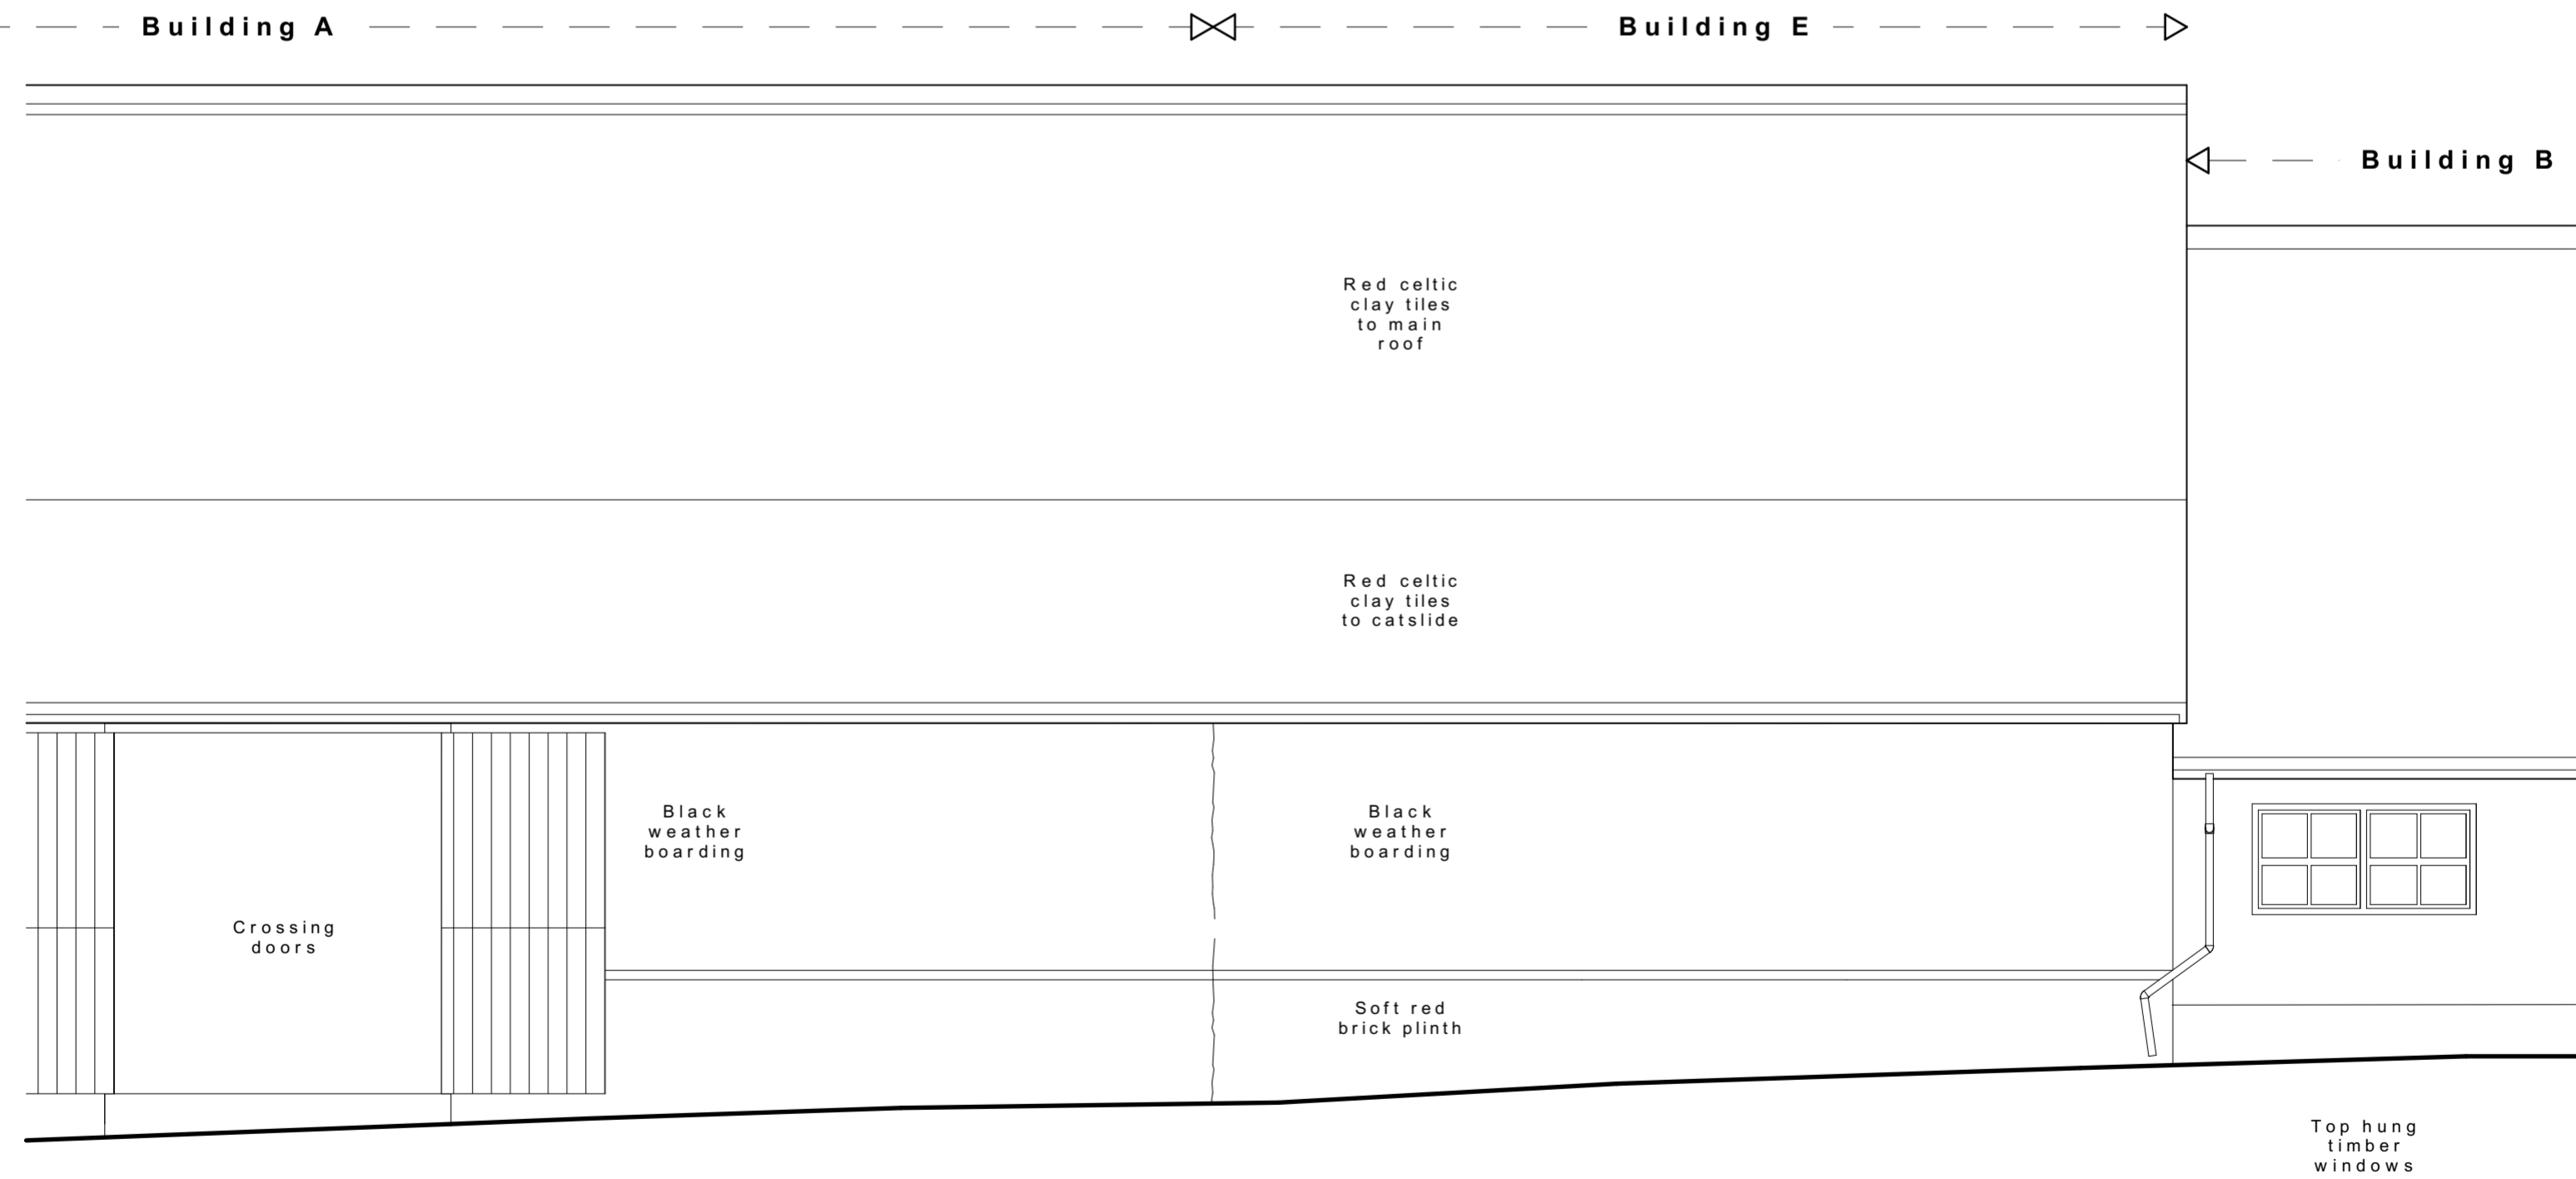 Building A
Building E
Building B
Red celtic
clay tiles
to main
roof
Red celtic
clay tiles
to catslide
Black
weather
boarding
Black
weather
boarding
Crossing
doors
Soft red
brick plinth
Top hung
timber
windows